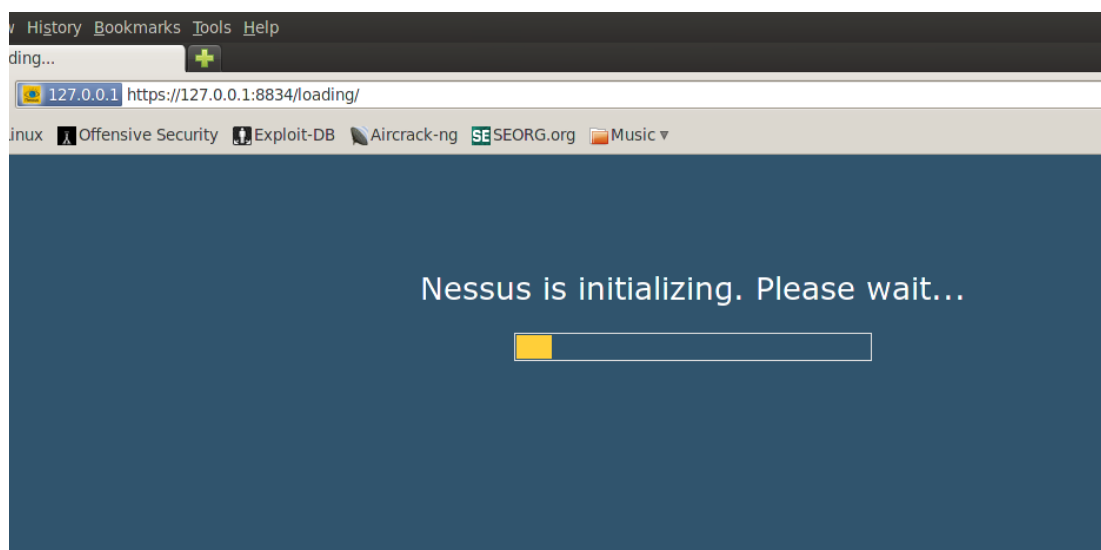 History Bookmarks Tools Help
ding...
127.0.0.1 https://127.0.0.1:8834/loading/
inux Offensive Security Exploit-DB Aircrack-ng SE SEORG.org Music
Nessus is initializing. Please wait...